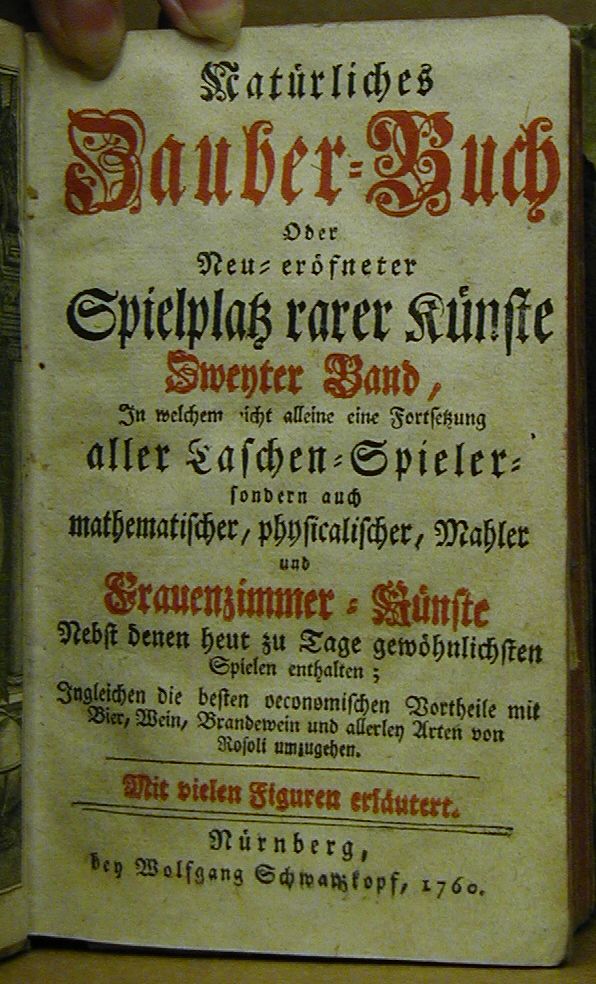 Natürliches
Zauber-Buch
Oder
Neu-eröfneter
Spielplatz rarer Künste
Zweyter Band,
In welchem nicht alleine eine Fortsetzung
aller Taschen-Spieler-
sondern auch
mathematischer, physicalischer, Mahler
und
Frauenzimmer-Künste
Nebst denen heut zu Tage gewöhnlichsten
Spielen enthalten;
Ingleichen die besten oeconomischen Vortheile mit
Bier, Wein, Brandewein und allerley Arten von
Rosoli umzugehen.
Mit vielen Figuren erläutert.
Nürnberg,
bey Wolfgang Schwarzkopf, 1760.